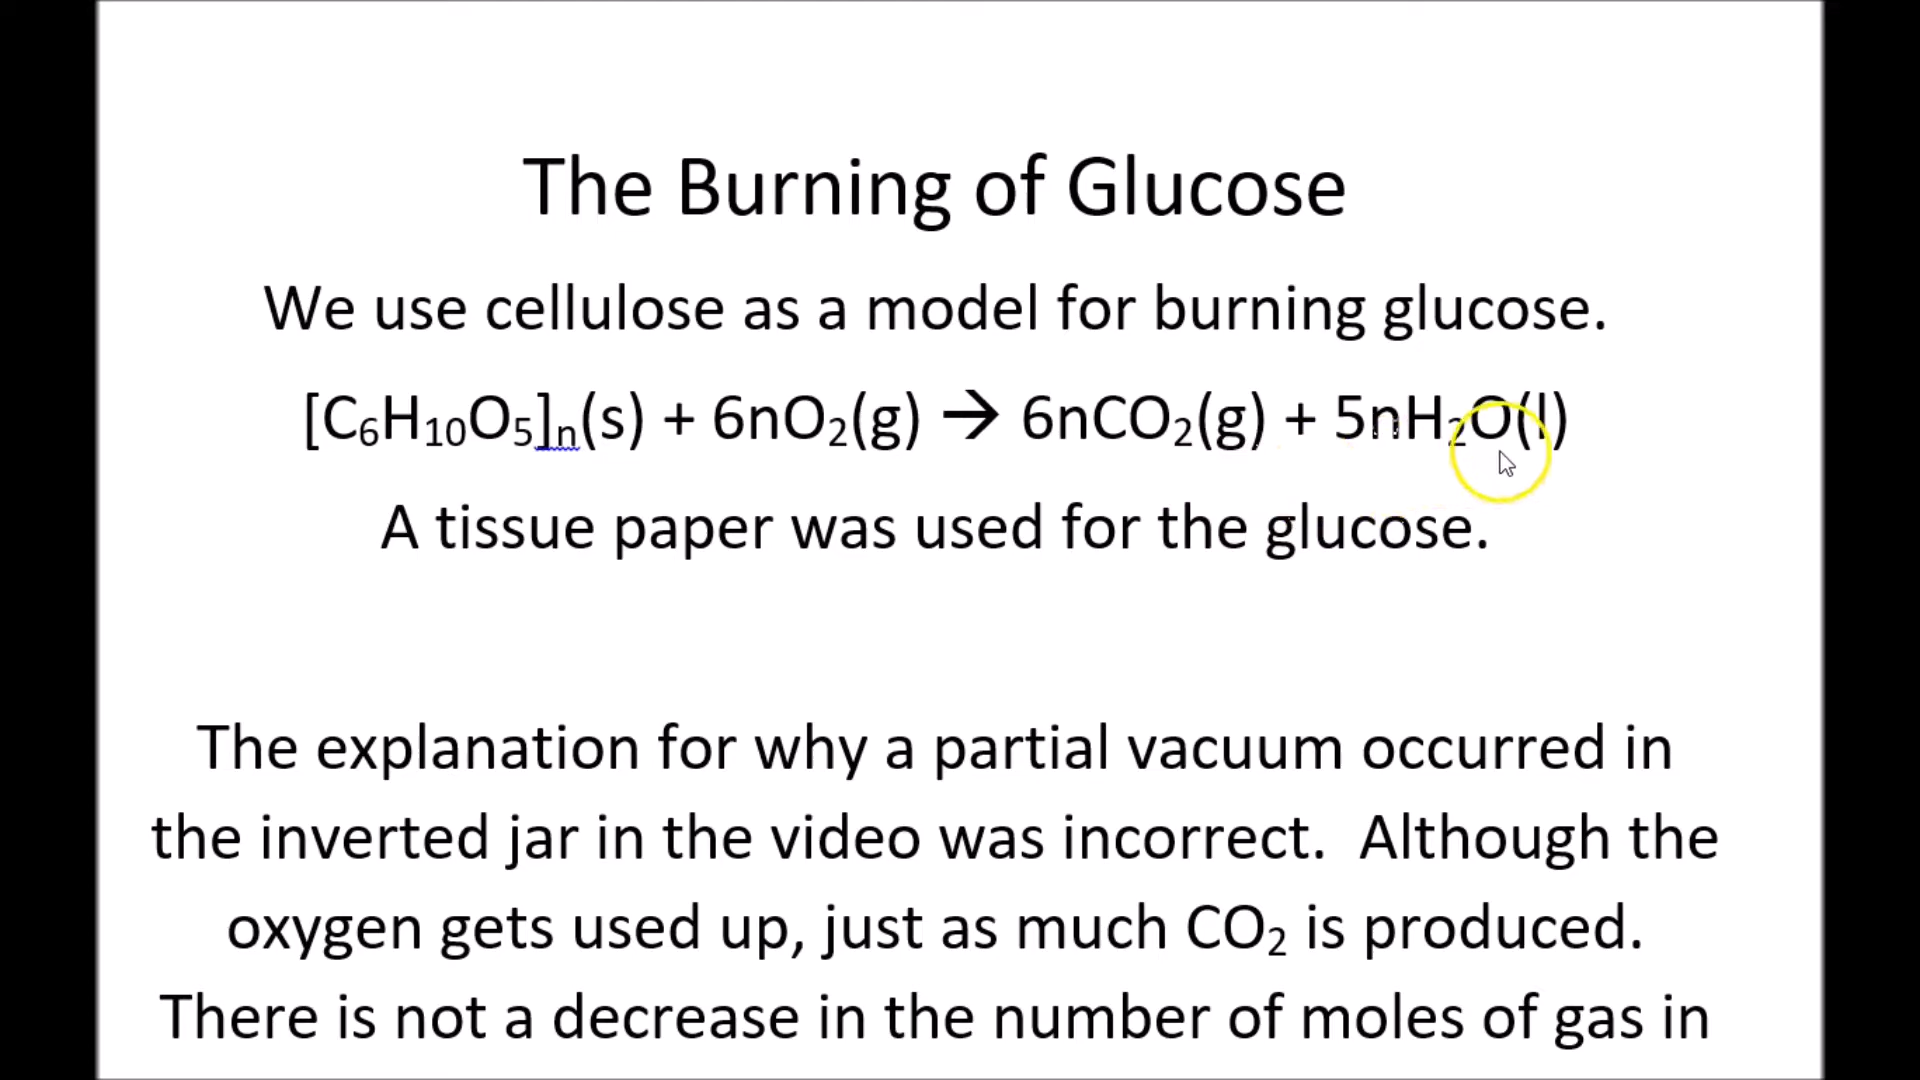 The Burning of Glucose
We use cellulose as a model for burning glucose.
[C₆H₁₀O₅]ₙ(s) + 6nO₂(g) → 6nCO₂(g) + 5nH₂O(l)
A tissue paper was used for the glucose.
The explanation for why a partial vacuum occurred in
the inverted jar in the video was incorrect.  Although the
oxygen gets used up, just as much CO₂ is produced.
There is not a decrease in the number of moles of gas in